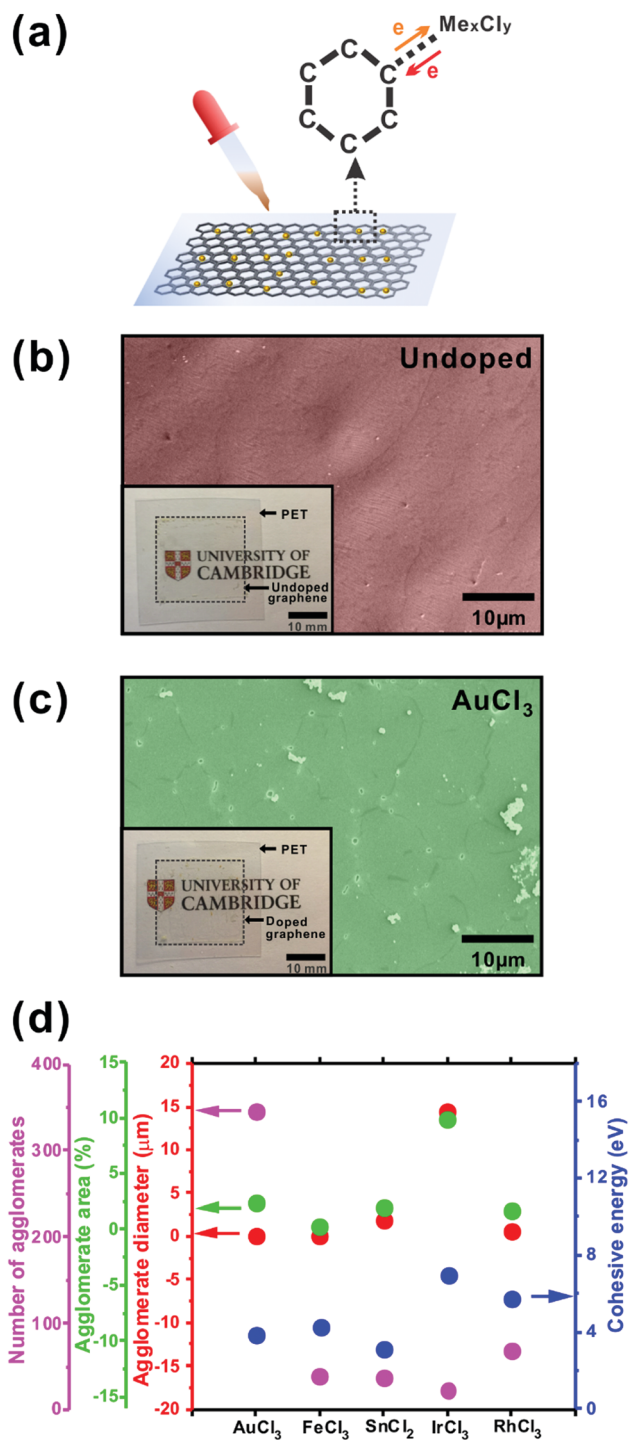 (a)
MeₓClᵧ
e
e
C
C
C
C
C
C
(b)
Undoped
PET
UNIVERSITY OF
CAMBRIDGE
Undoped
graphene
10 mm
10μm
(c)
AuCl₃
PET
UNIVERSITY OF
CAMBRIDGE
Doped
graphene
10 mm
10μm
(d)
Number of agglomerates
400
300
200
100
0
Agglomerate area (%)
15
10
5
0
-5
-10
-15
Agglomerate diameter (μm)
20
15
10
5
0
-5
-10
-15
-20
Cohesive energy (eV)
16
12
8
4
0
AuCl₃ FeCl₃ SnCl₂ IrCl₃ RhCl₃